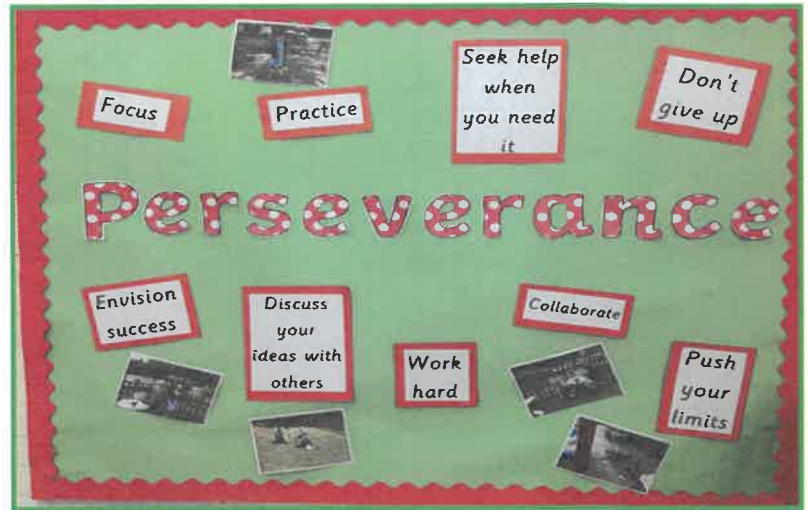 Focus
Practice
Seek help
when
you need
it
Don't
give up
Perseverance
Envision
success
Discuss
your
ideas with
others
Work
hard
Collaborate
Push
your
limits